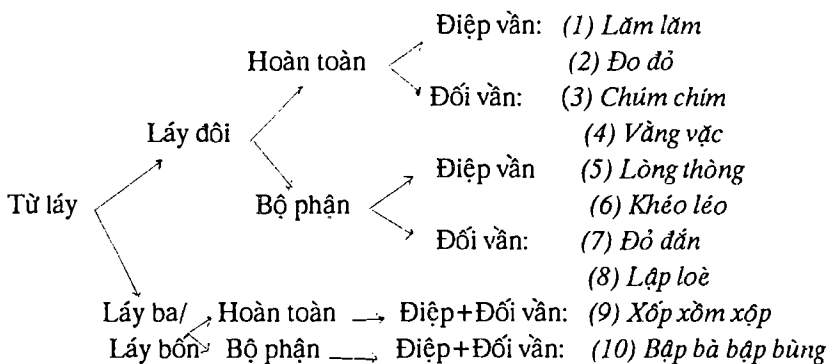 Điệp vần: (1) Lăm lăm
Hoàn toàn (2) Đo đỏ
Đối vần: (3) Chúm chím
Láy đôi (4) Vằng vặc
Điệp vần (5) Lòng thòng
Từ láy Bộ phận (6) Khéo léo
Đối vần: (7) Đỏ đắn
(8) Lập loè
Láy ba/ Hoàn toàn Điệp+Đối vần: (9) Xốp xồm xộp
Láy bốn Bộ phận Điệp+Đối vần: (10) Bập bà bập bùng